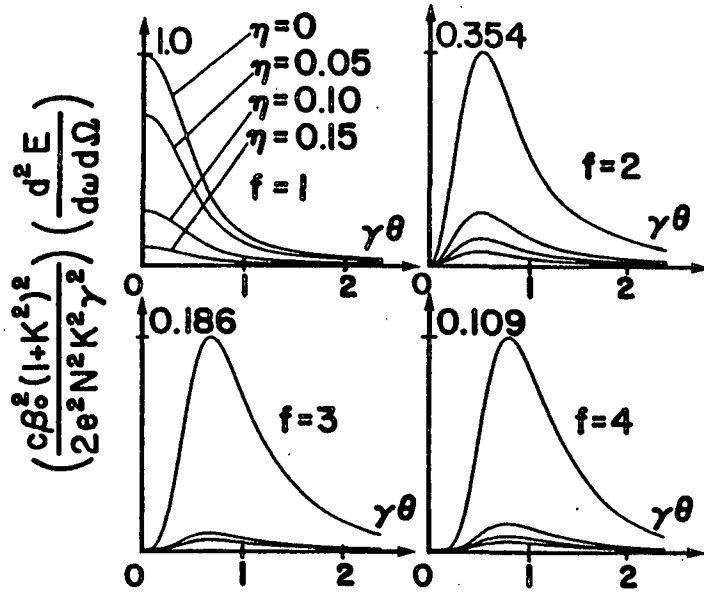 (cβ₀²(1+K²)² / 2e²N²K²γ²) (d²E / dωdΩ)
1.0
η=0
η=0.05
η=0.10
η=0.15
f=1
γθ
0 1 2
0.354
f=2
γθ
0 1 2
0.186
f=3
γθ
0 1 2
0.109
f=4
γθ
0 1 2